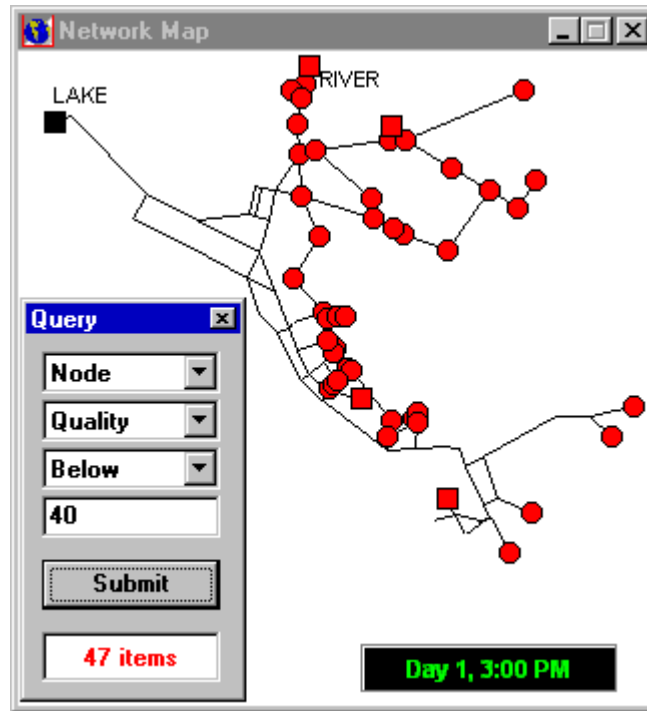 Network Map
LAKE
RIVER
Query
Node
Quality
Below
40
Submit
47 items
Day 1, 3:00 PM